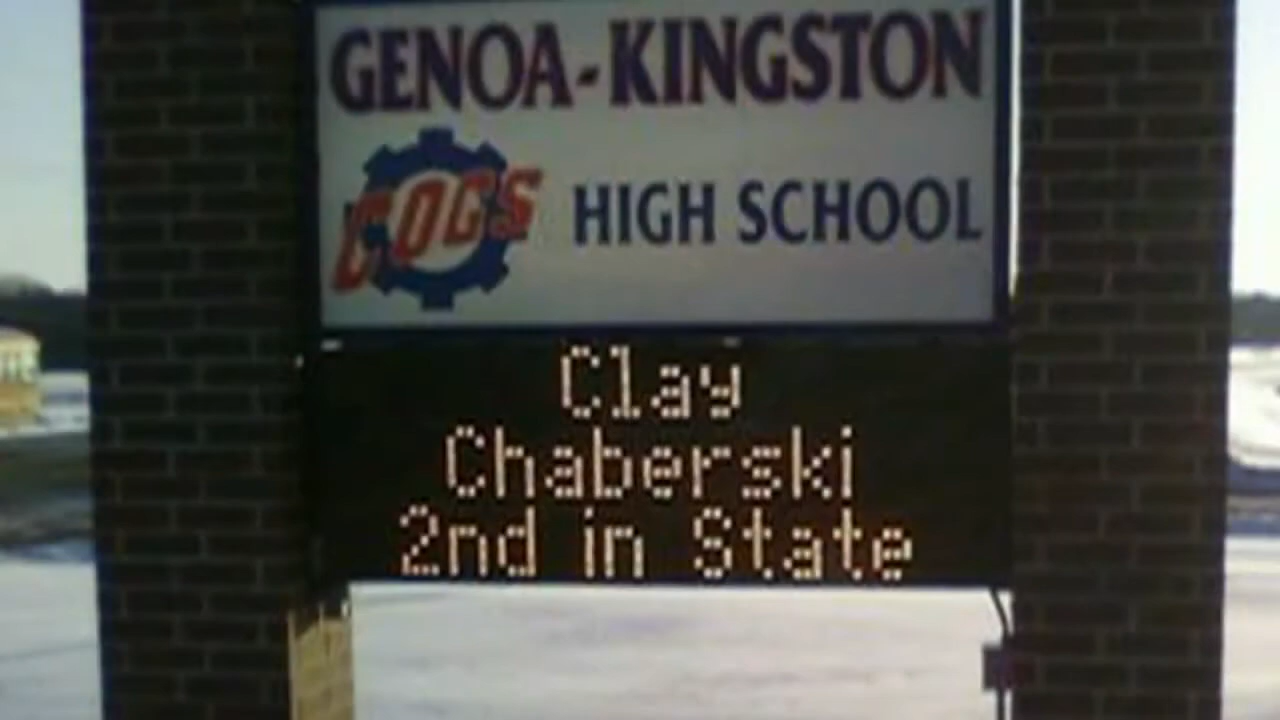 GENOA-KINGSTON
COGS
HIGH SCHOOL
Clay
Chaberski
2nd in State